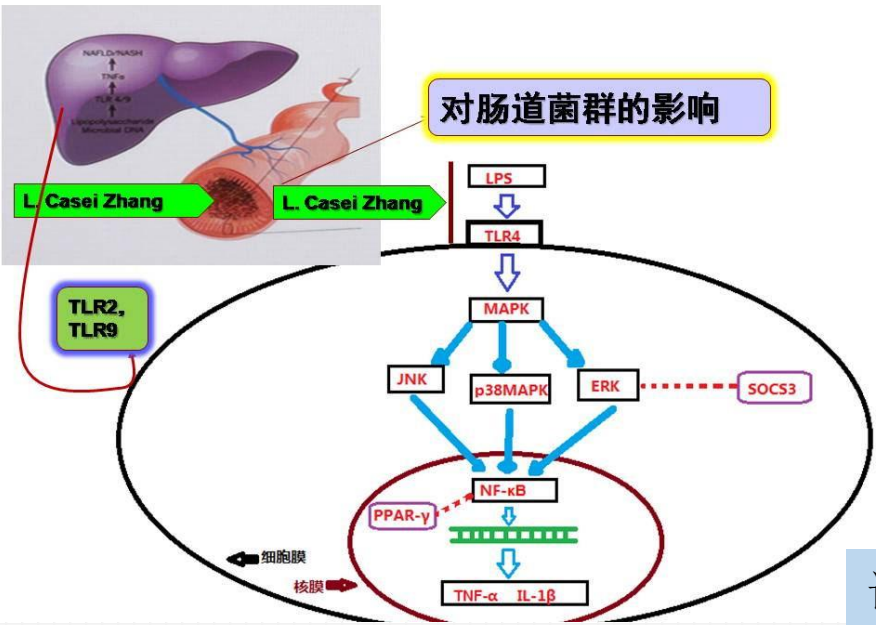 NAFLD/NASH
TNFα
TLR 4/9
Lipopolysaccharide
Microbial DNA
对肠道菌群的影响
L. Casei Zhang
L. Casei Zhang
LPS
TLR4
TLR2,
TLR9
MAPK
JNK
p38MAPK
ERK
SOCS3
NF-κB
PPAR-γ
细胞膜
核膜
TNF-α IL-1β